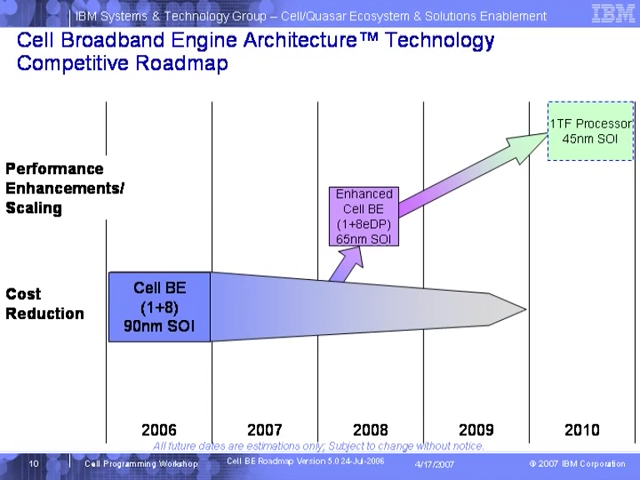 IBM Systems & Technology Group – Cell/Quasar Ecosystem & Solutions Enablement
IBM
Cell Broadband Engine Architecture™ Technology
Competitive Roadmap
1TF Processor
45nm SOI
Performance
Enhancements/
Scaling
Enhanced
Cell BE
(1+8eDP)
65nm SOI
Cost
Reduction
Cell BE
(1+8)
90nm SOI
2006
2007
2008
2009
2010
All future dates are estimations only; Subject to change without notice.
10
Cell Programming Workshop
Cell BE Roadmap Version 5.0 24-Jul-2006
4/17/2007
© 2007 IBM Corporation